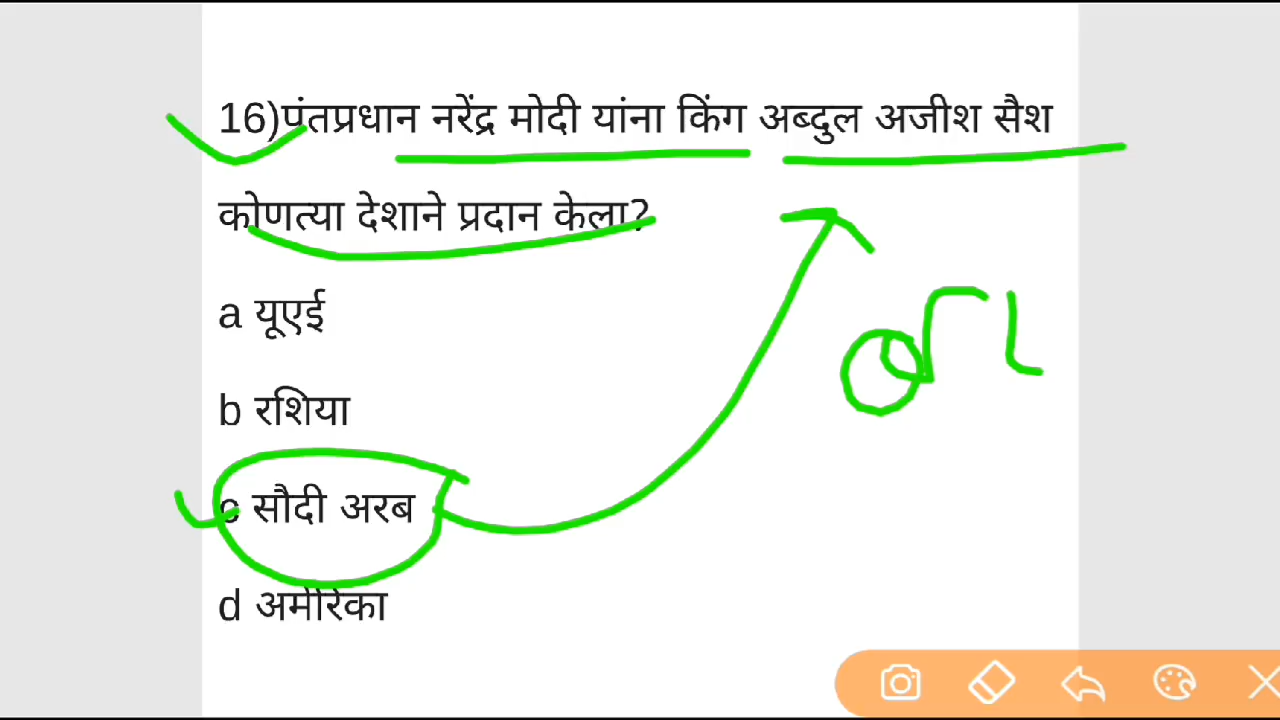 16)पंतप्रधान नरेंद्र मोदी यांना किंग अब्दुल अजीश सैश
कोणत्या देशाने प्रदान केला?
a यूएई
b रशिया
c सौदी अरब
d अमेरिका